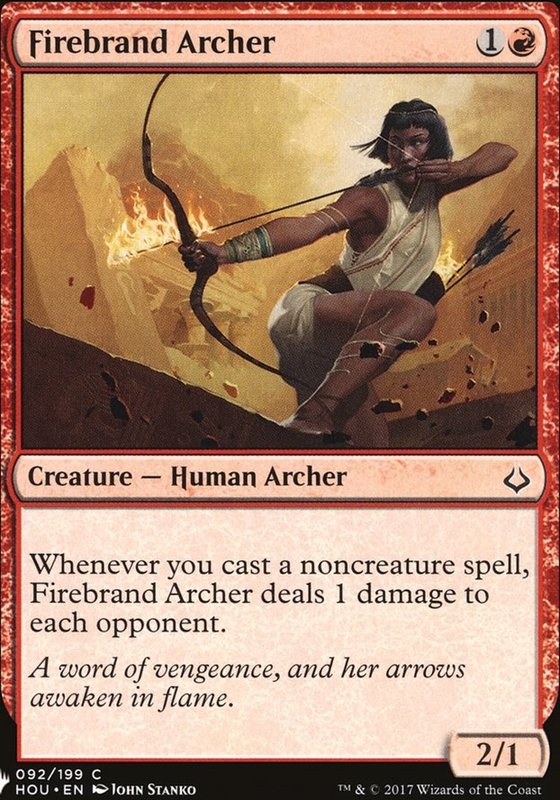 Firebrand Archer
1
Creature — Human Archer
Whenever you cast a noncreature spell,
Firebrand Archer deals 1 damage to
each opponent.
A word of vengeance, and her arrows
awaken in flame.
2/1
092/199 C
HOU • EN John Stanko
™ & © 2017 Wizards of the Coast